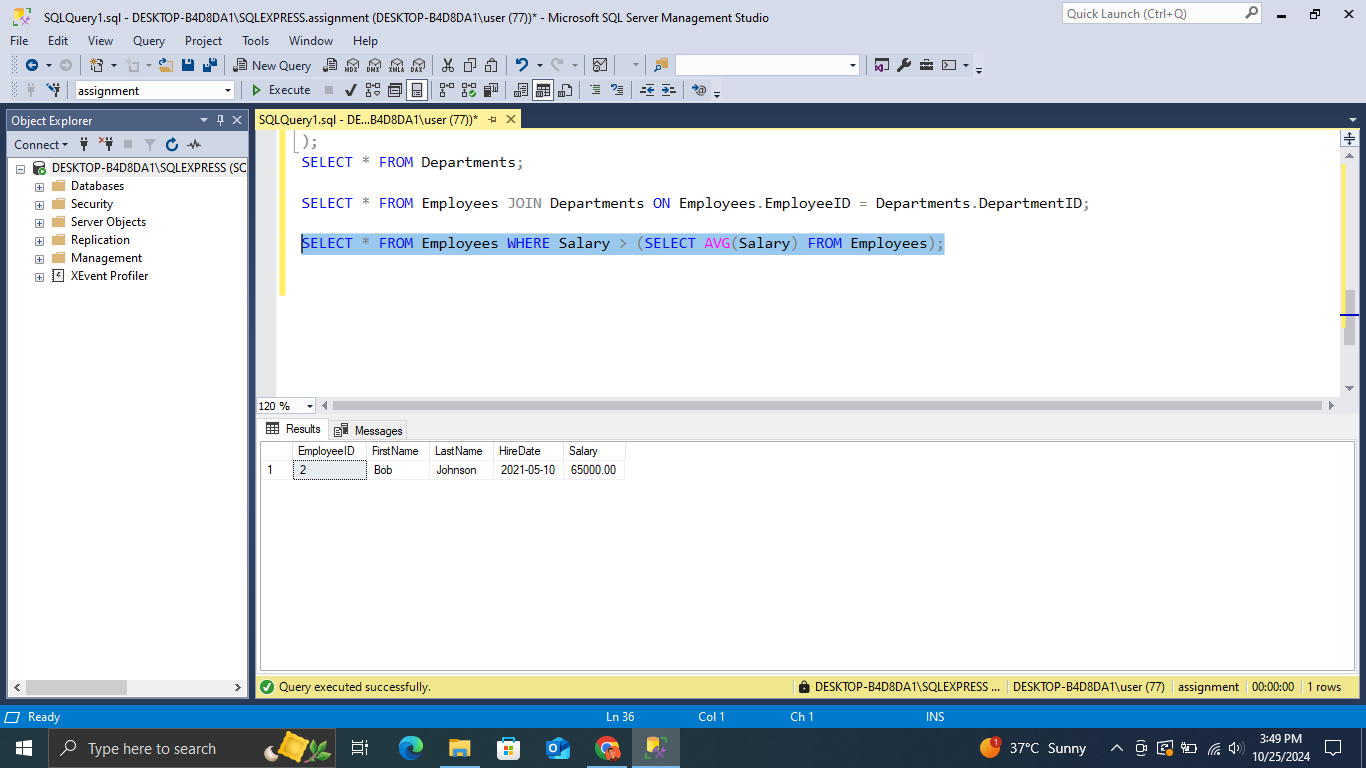 SQLQuery1.sql - DESKTOP-B4D8DA1\SQLEXPRESS.assignment (DESKTOP-B4D8DA1\user (77))* - Microsoft SQL Server Management Studio
Quick Launch (Ctrl+Q)
File Edit View Query Project Tools Window Help
New Query MDX DMX XMLA DAX
assignment Execute
Object Explorer
SQLQuery1.sql - DE...B4D8DA1\user (77))*
Connect
DESKTOP-B4D8DA1\SQLEXPRESS (SQ
Databases
Security
Server Objects
Replication
Management
XEvent Profiler
);
SELECT * FROM Departments;
SELECT * FROM Employees JOIN Departments ON Employees.EmployeeID = Departments.DepartmentID;
SELECT * FROM Employees WHERE Salary > (SELECT AVG(Salary) FROM Employees);
120 %
Results Messages
EmployeeID FirstName LastName HireDate Salary
1 2 Bob Johnson 2021-05-10 65000.00
Query executed successfully. DESKTOP-B4D8DA1\SQLEXPRESS ... DESKTOP-B4D8DA1\user (77) assignment 00:00:00 1 rows
Ready Ln 36 Col 1 Ch 1 INS
Type here to search
1 37°C Sunny
3:49 PM
10/25/2024